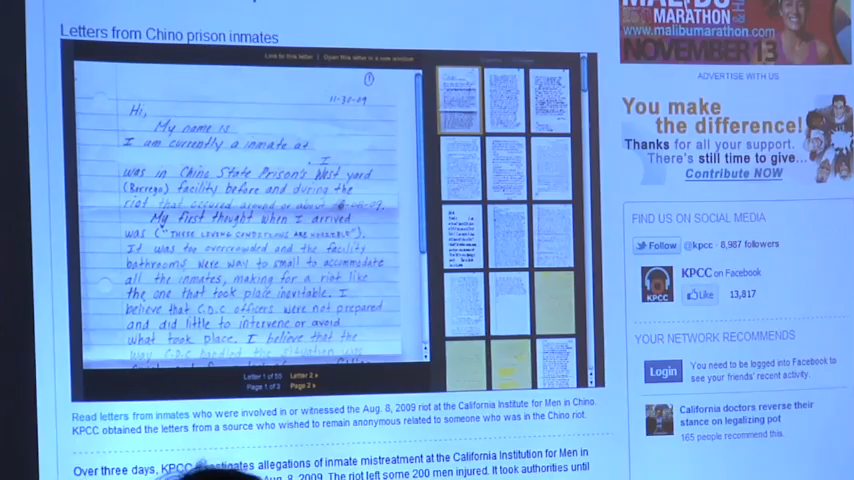 MALIBU
MARATHON
www.malibumarathon.com
NOVEMBER 13
ADVERTISE WITH US
Letters from Chino prison inmates
Link to this letter | Open this letter in a new window
1
11-30-09
Hi,
My name is
I am currently a inmate at
. I
was in Chino State Prison's West yard
(Borrego) facility before and during the
riot that occured around or about 8-08-09.
My first thought when I arrived
was ("THESE LIVING CONDITIONS ARE HORRIBLE").
It was too overcrowded and the facility
bathrooms were way to small to accommodate
all the inmates, making for a riot like
the one that took place inevitable. I
believe that C.D.C officers were not prepared
and did little to intervene or avoid
what took place. I believe that the
way C.D.C handled the situation was
Letter 1 of 55 Letter 2 »
Page 1 of 3 Page 2 »
Read letters from inmates who were involved in or witnessed the Aug. 8, 2009 riot at the California Institute for Men in Chino.
KPCC obtained the letters from a source who wished to remain anonymous related to someone who was in the Chino riot.
Over three days, KPCC allegations of inmate mistreatment at the California Institution for Men in
Aug. 8, 2009. The riot left some 200 men injured. It took authorities until
You make
the difference!
Thanks for all your support.
There's still time to give...
Contribute NOW
FIND US ON SOCIAL MEDIA
Follow @kpcc · 8,987 followers
KPCC
KPCC on Facebook
Like 13,817
YOUR NETWORK RECOMMENDS
Login
You need to be logged into Facebook to
see your friends' recent activity.
California doctors reverse their
stance on legalizing pot
165 people recommend this.